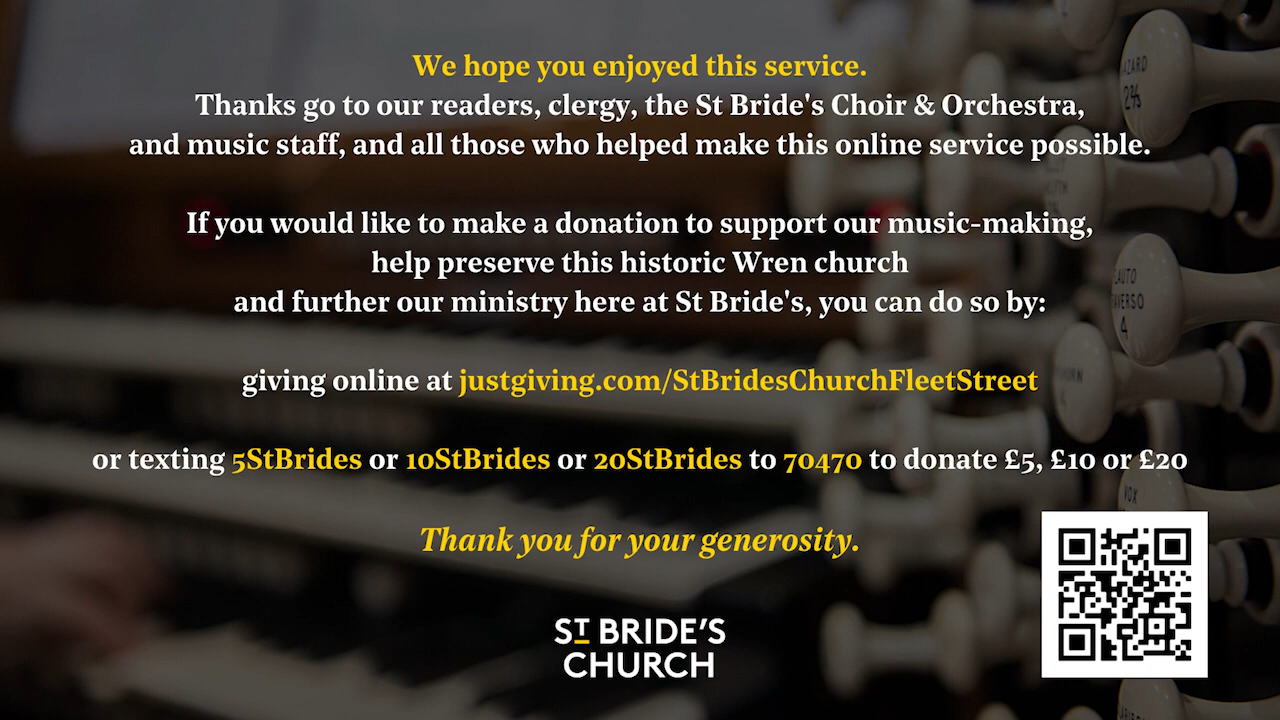 We hope you enjoyed this service.
Thanks go to our readers, clergy, the St Bride's Choir & Orchestra,
and music staff, and all those who helped make this online service possible.
If you would like to make a donation to support our music-making,
help preserve this historic Wren church
and further our ministry here at St Bride's, you can do so by:
giving online at justgiving.com/StBridesChurchFleetStreet
or texting 5StBrides or 10StBrides or 20StBrides to 70470 to donate £5, £10 or £20
Thank you for your generosity.
ST BRIDE'S
CHURCH
4
VOX